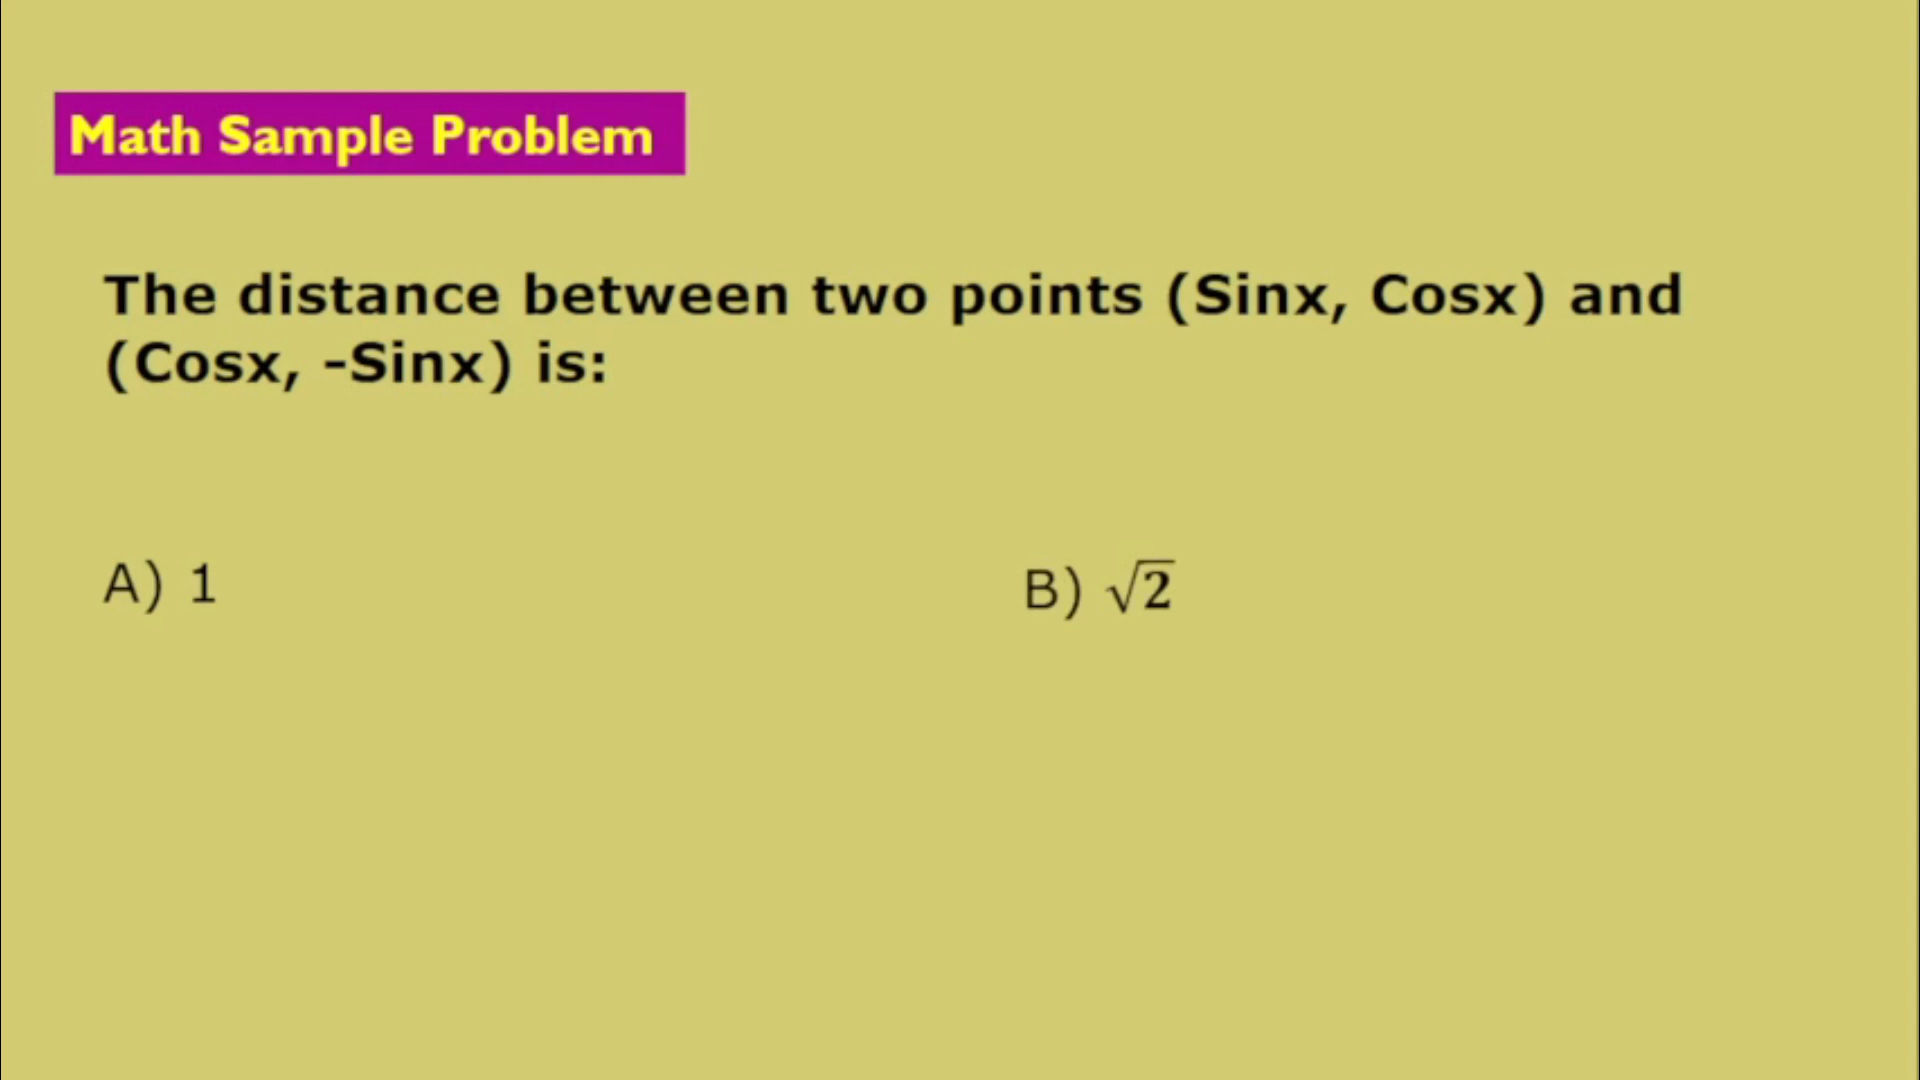 Math Sample Problem
The distance between two points (Sinx, Cosx) and
(Cosx, -Sinx) is:
A) 1
B) √2